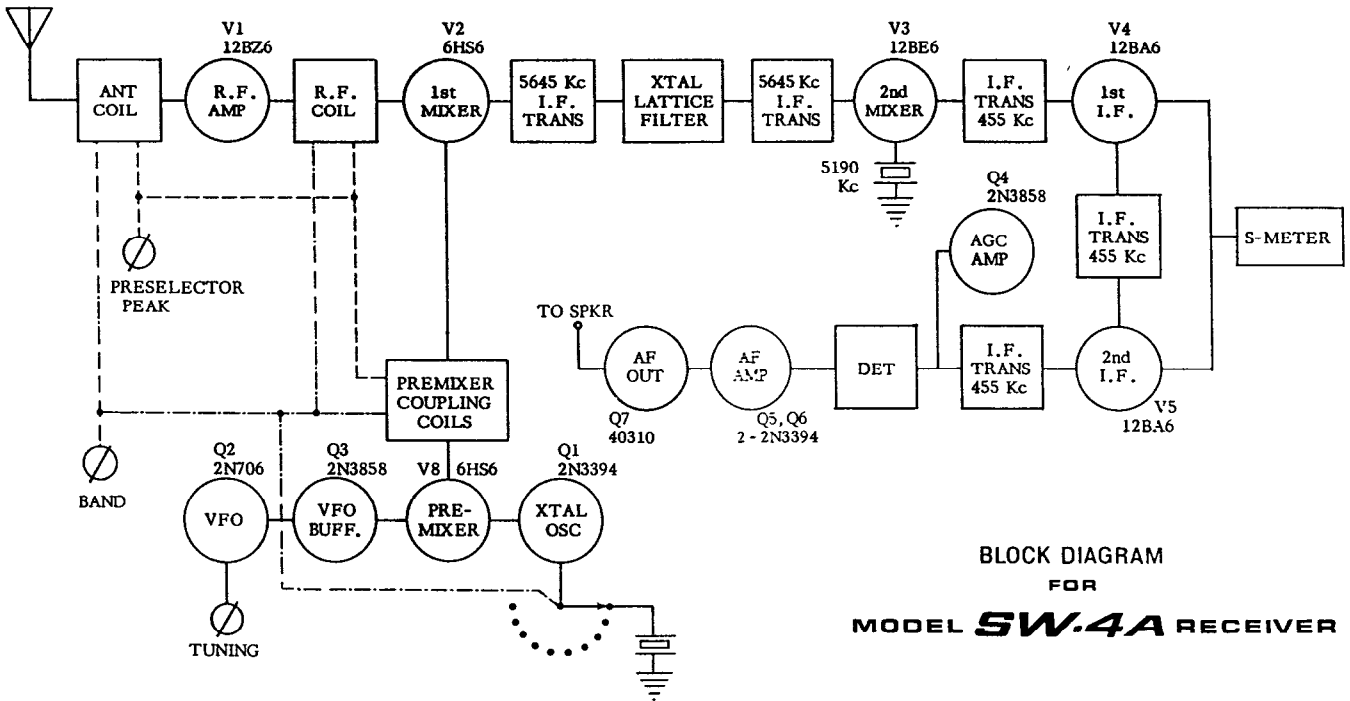 V1
12BZ6
V2
6HS6
V3
12BE6
V4
12BA6
ANT
COIL
R.F.
AMP
R.F.
COIL
1st
MIXER
5645 Kc
I.F.
TRANS
XTAL
LATTICE
FILTER
5645 Kc
I.F.
TRANS
2nd
MIXER
I.F.
TRANS
455 Kc
1st
I.F.
5190
Kc
Q4
2N3858
AGC
AMP
I.F.
TRANS
455 Kc
S-METER
PRESELECTOR
PEAK
TO SPKR
AF
OUT
AF
AMP
DET
I.F.
TRANS
455 Kc
2nd
I.F.
PREMIXER
COUPLING
COILS
Q7
40310
Q5, Q6
2 - 2N3394
V5
12BA6
BAND
Q2
2N706
Q3
2N3858
V8 6HS6
Q1
2N3394
VFO
VFO
BUFF.
PRE-
MIXER
XTAL
OSC
TUNING
BLOCK DIAGRAM
FOR
MODEL SW-4A RECEIVER